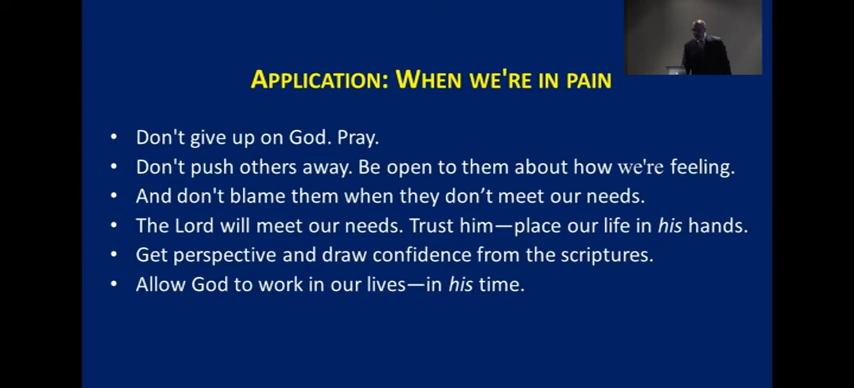 APPLICATION: WHEN WE'RE IN PAIN
• Don't give up on God. Pray.
• Don't push others away. Be open to them about how we're feeling.
• And don't blame them when they don’t meet our needs.
• The Lord will meet our needs. Trust him—place our life in his hands.
• Get perspective and draw confidence from the scriptures.
• Allow God to work in our lives—in his time.